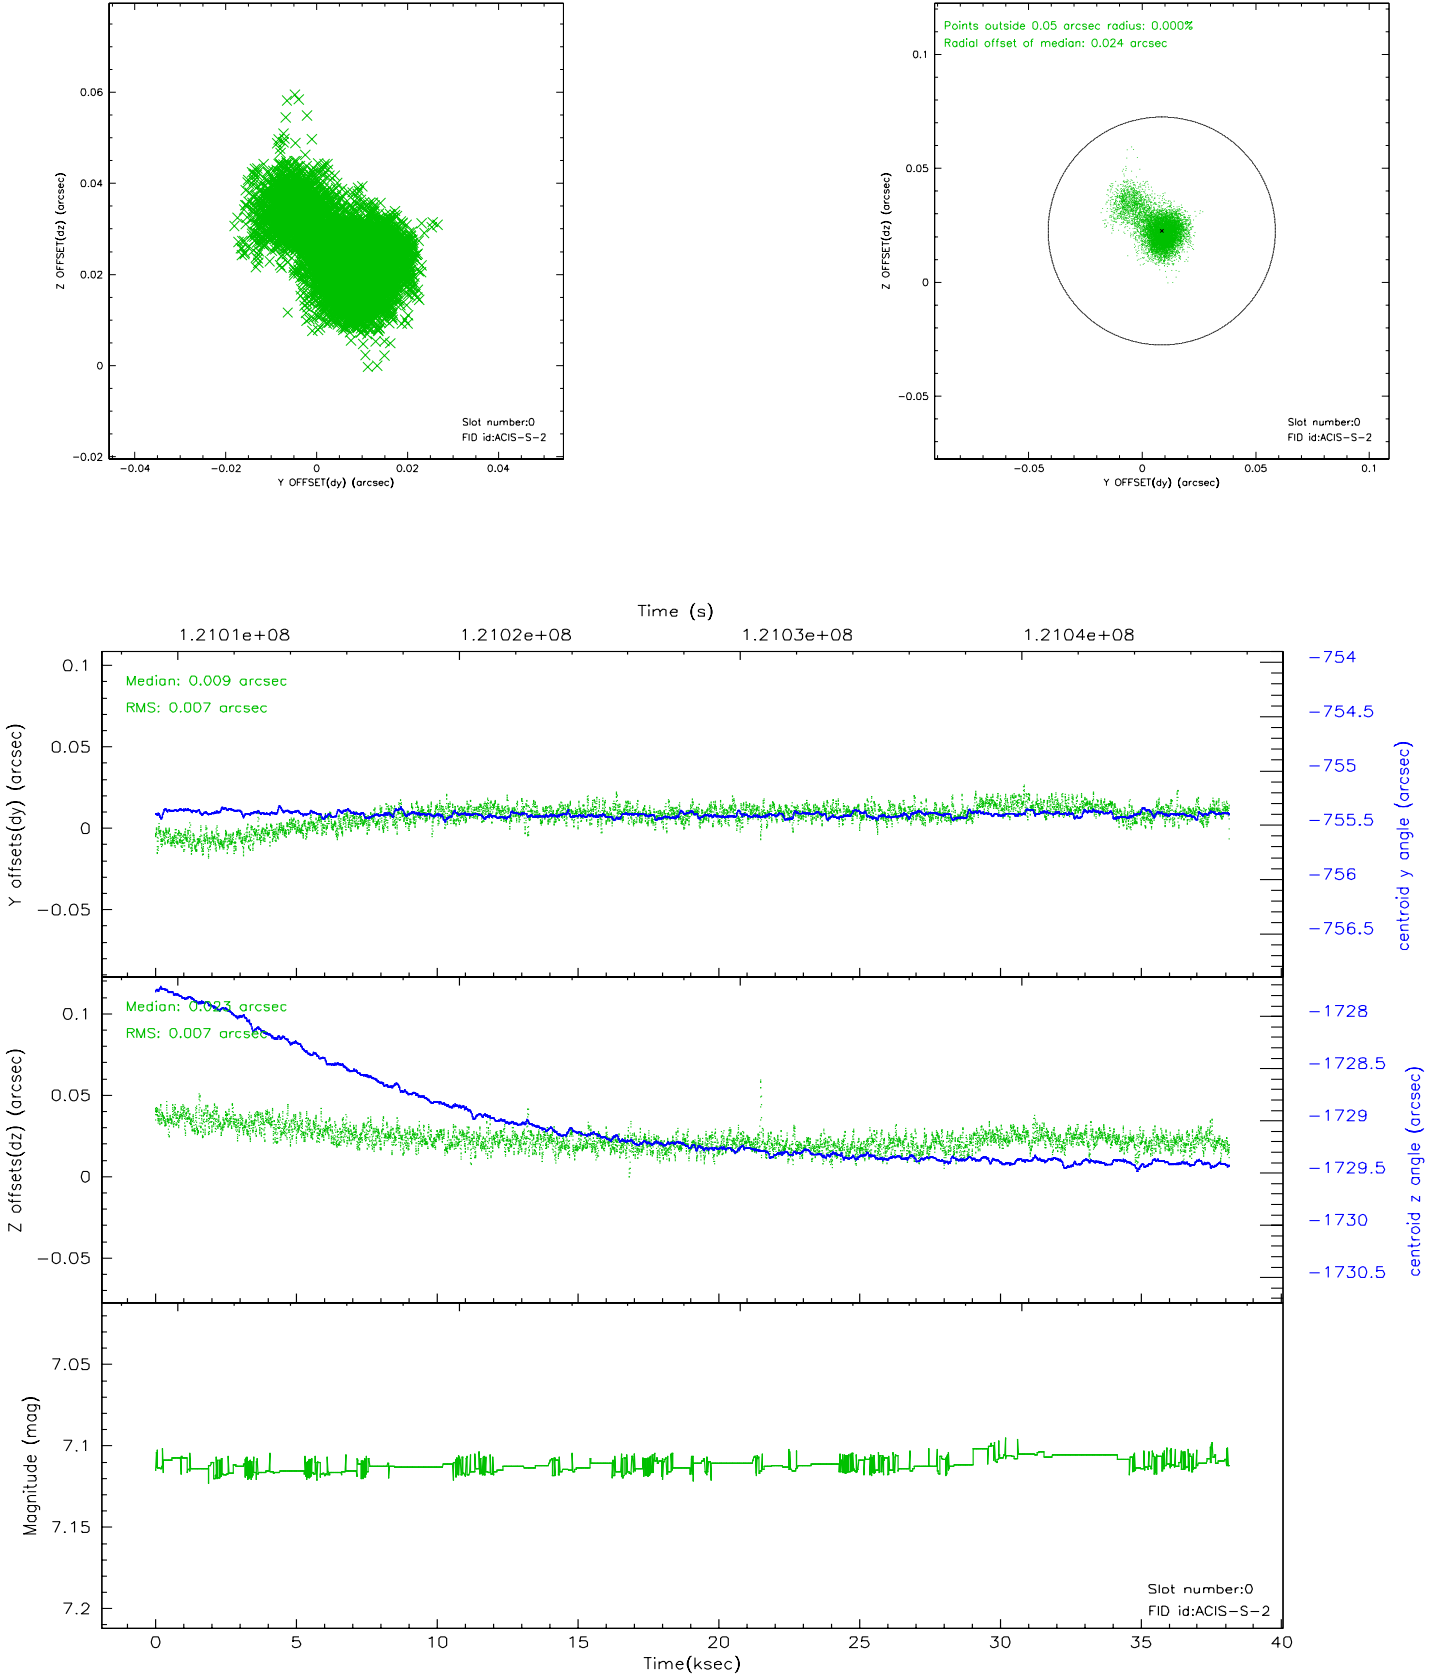 0.06
0.04
0.02
0
−0.02
Z OFFSET(dz) (arcsec)
−0.04
−0.02
0
0.02
0.04
Y OFFSET(dy) (arcsec)
Slot number:0
FID id:ACIS−S−2
Points outside 0.05 arcsec radius: 0.000%
Radial offset of median: 0.024 arcsec
0.1
0.05
0
−0.05
Z OFFSET(dz) (arcsec)
−0.05
0
0.05
0.1
Y OFFSET(dy) (arcsec)
Slot number:0
FID id:ACIS−S−2
Time (s)
1.2101e+08
1.2102e+08
1.2103e+08
1.2104e+08
Median: 0.009 arcsec
RMS: 0.007 arcsec
0.1
0.05
0
−0.05
Y offsets(dy) (arcsec)
−754
−754.5
−755
−755.5
−756
−756.5
centroid y angle (arcsec)
Median: 0.023 arcsec
RMS: 0.007 arcsec
0.1
0.05
0
−0.05
Z offsets(dz) (arcsec)
−1728
−1728.5
−1729
−1729.5
−1730
−1730.5
centroid z angle (arcsec)
7.05
7.1
7.15
7.2
Magnitude (mag)
Slot number:0
FID id:ACIS−S−2
0
5
10
15
20
25
30
35
40
Time(ksec)